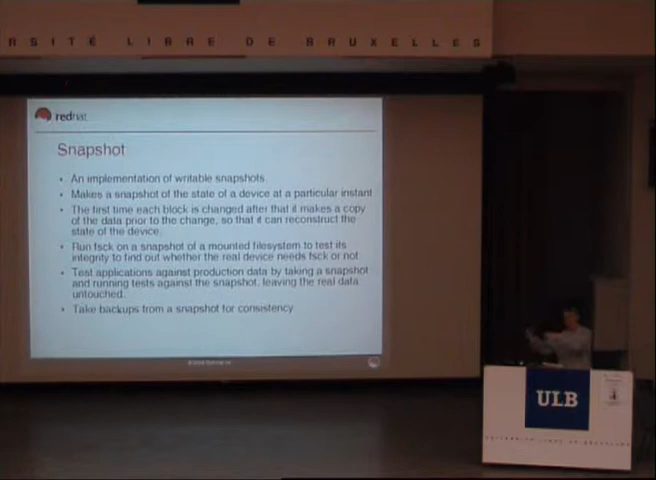 RSITÉ LIBRE DE BRUXELLES
redhat
Snapshot
• An implementation of writable snapshots.
• Makes a snapshot of the state of a device at a particular instant
• The first time each block is changed after that it makes a copy
of the data prior to the change, so that it can reconstruct the
state of the device.
• Run fsck on a snapshot of a mounted filesystem to test its
integrity to find out whether the real device needs fsck or not.
• Test applications against production data by taking a snapshot
and running tests against the snapshot, leaving the real data
untouched.
• Take backups from a snapshot for consistency.
ULB
UNIVERSITÉ LIBRE DE BRUXELLES